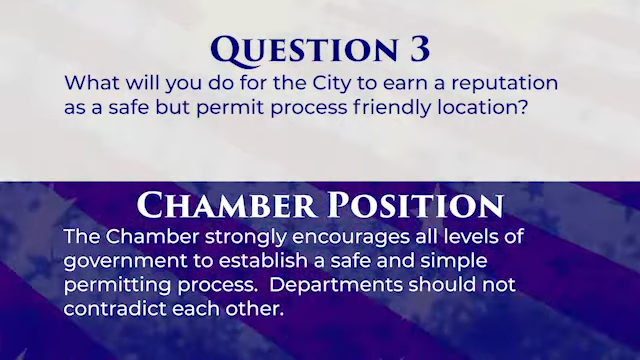 Question 3
What will you do for the City to earn a reputation
as a safe but permit process friendly location?
Chamber Position
The Chamber strongly encourages all levels of
government to establish a safe and simple
permitting process.  Departments should not
contradict each other.